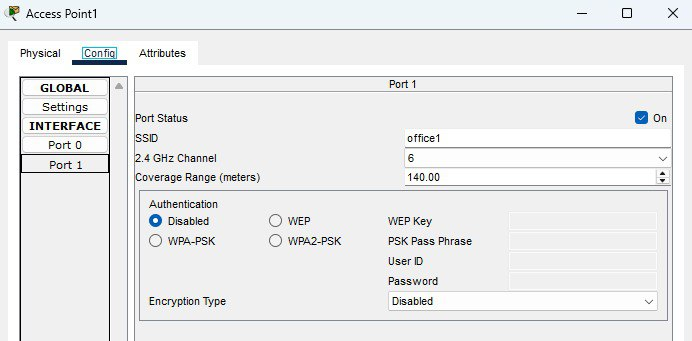 Access Point1
Physical Config Attributes
GLOBAL
Settings
INTERFACE
Port 0
Port 1
Port 1
Port Status On
SSID office1
2.4 GHz Channel 6
Coverage Range (meters) 140.00
Authentication
Disabled WEP WEP Key
WPA-PSK WPA2-PSK PSK Pass Phrase
User ID
Password
Encryption Type Disabled